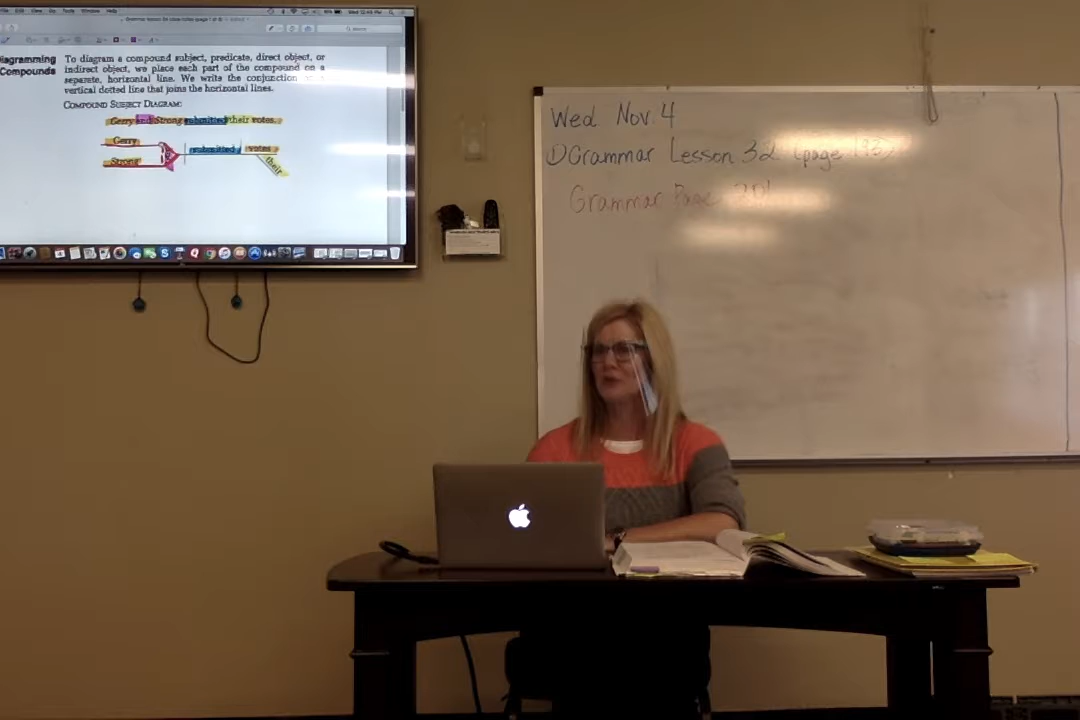 Diagramming Compounds
To diagram a compound subject, predicate, direct object, or
indirect object, we place each part of the compound on a
separate, horizontal line. We write the conjunction on a
vertical dotted line that joins the horizontal lines.
COMPOUND SUBJECT DIAGRAM:
Gerry and Strong submitted their votes.
Gerry
Strong
submitted
votes
their
Wed Nov. 4
①Grammar Lesson 32 (page 193)
Grammar Page